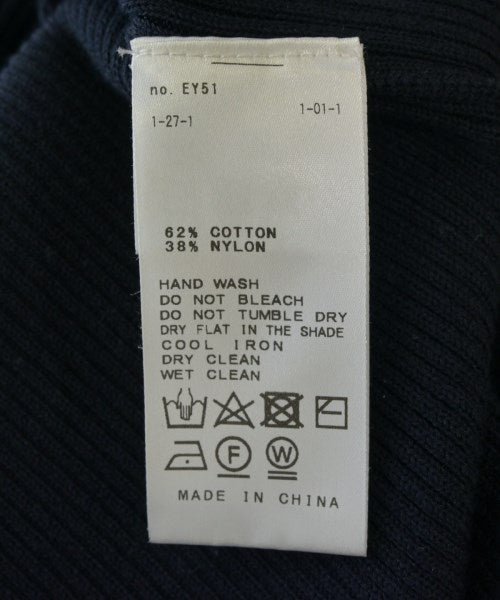 no. EY51
1-01-1
1-27-1
62% COTTON
38% NYLON
HAND WASH
DO NOT BLEACH
DO NOT TUMBLE DRY
DRY FLAT IN THE SHADE
COOL IRON
DRY CLEAN
WET CLEAN
F W
MADE IN CHINA